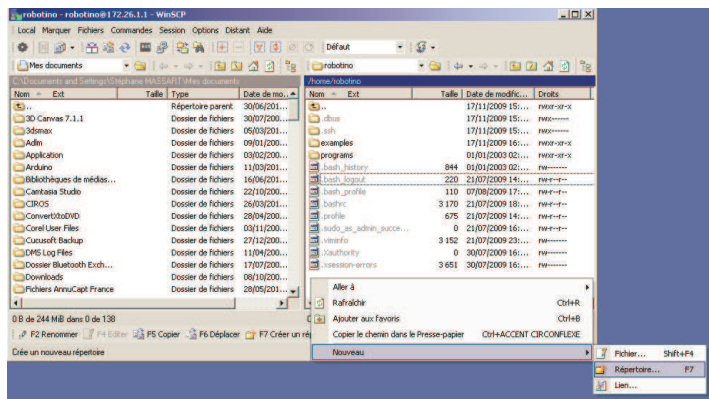 robotino - robotino@172.26.1.1 - WinSCP
Local Marquer Fichiers Commandes Session Options Distant Aide
Défaut
Mes documents
robotino
C:\Documents and Settings\Stéphane MASSART\Mes documents
/home/robotino
Nom Ext Taille Type Date de mo...
Nom Ext Taille Date de modific... Droits
.. Répertoire parent 30/06/201...
.. 17/11/2009 15:... rwxr-xr-x
3D Canvas 7.1.1 Dossier de fichiers 30/07/200...
.dbus 17/11/2009 15:... rwx------
3dsmax Dossier de fichiers 05/03/201...
.ssh 17/11/2009 15:... rwx------
Adlm Dossier de fichiers 09/01/200...
examples 17/11/2009 16:... rwxr-xr-x
Application Dossier de fichiers 03/02/200...
programs 01/01/2003 02:... rwxr-xr-x
Arduino Dossier de fichiers 11/03/201...
.bash_history 844 01/01/2003 02:... rw-------
Bibliothèques de médias... Dossier de fichiers 16/06/201...
.bash_logout 220 21/07/2009 14:... rw-r--r--
Camtasia Studio Dossier de fichiers 22/10/200...
.bash_profile 110 07/08/2009 17:... rw-r--r--
CIROS Dossier de fichiers 26/03/201...
.bashrc 3 170 21/07/2009 18:... rw-r--r--
ConvertXtoDVD Dossier de fichiers 28/04/200...
.profile 675 21/07/2009 14:... rw-r--r--
Corel User Files Dossier de fichiers 03/11/200...
.sudo_as_admin_succe... 0 21/07/2009 16:... rw-r--r--
Cucusoft Backup Dossier de fichiers 27/12/200...
.viminfo 3 152 21/07/2009 23:... rw-------
DMS Log Files Dossier de fichiers 11/04/200...
.Xauthority 0 30/07/2009 16:... rw-------
Dossier Bluetooth Exch... Dossier de fichiers 17/07/200...
.xsession-errors 3 651 30/07/2009 16:... rw-------
Downloads Dossier de fichiers 08/10/200...
Fichiers AnnuCapt France Dossier de fichiers 28/05/201...
Aller à
Rafraîchir Ctrl+R
Ajouter aux favoris Ctrl+B
Copier le chemin dans le Presse-papier Ctrl+ACCENT CIRCONFLEXE
Nouveau
0 B de 244 MiB dans 0 de 138
F2 Renommer F4 Editer F5 Copier F6 Déplacer F7 Créer un ré
Crée un nouveau répertoire
Fichier... Shift+F4
Répertoire... F7
Lien...